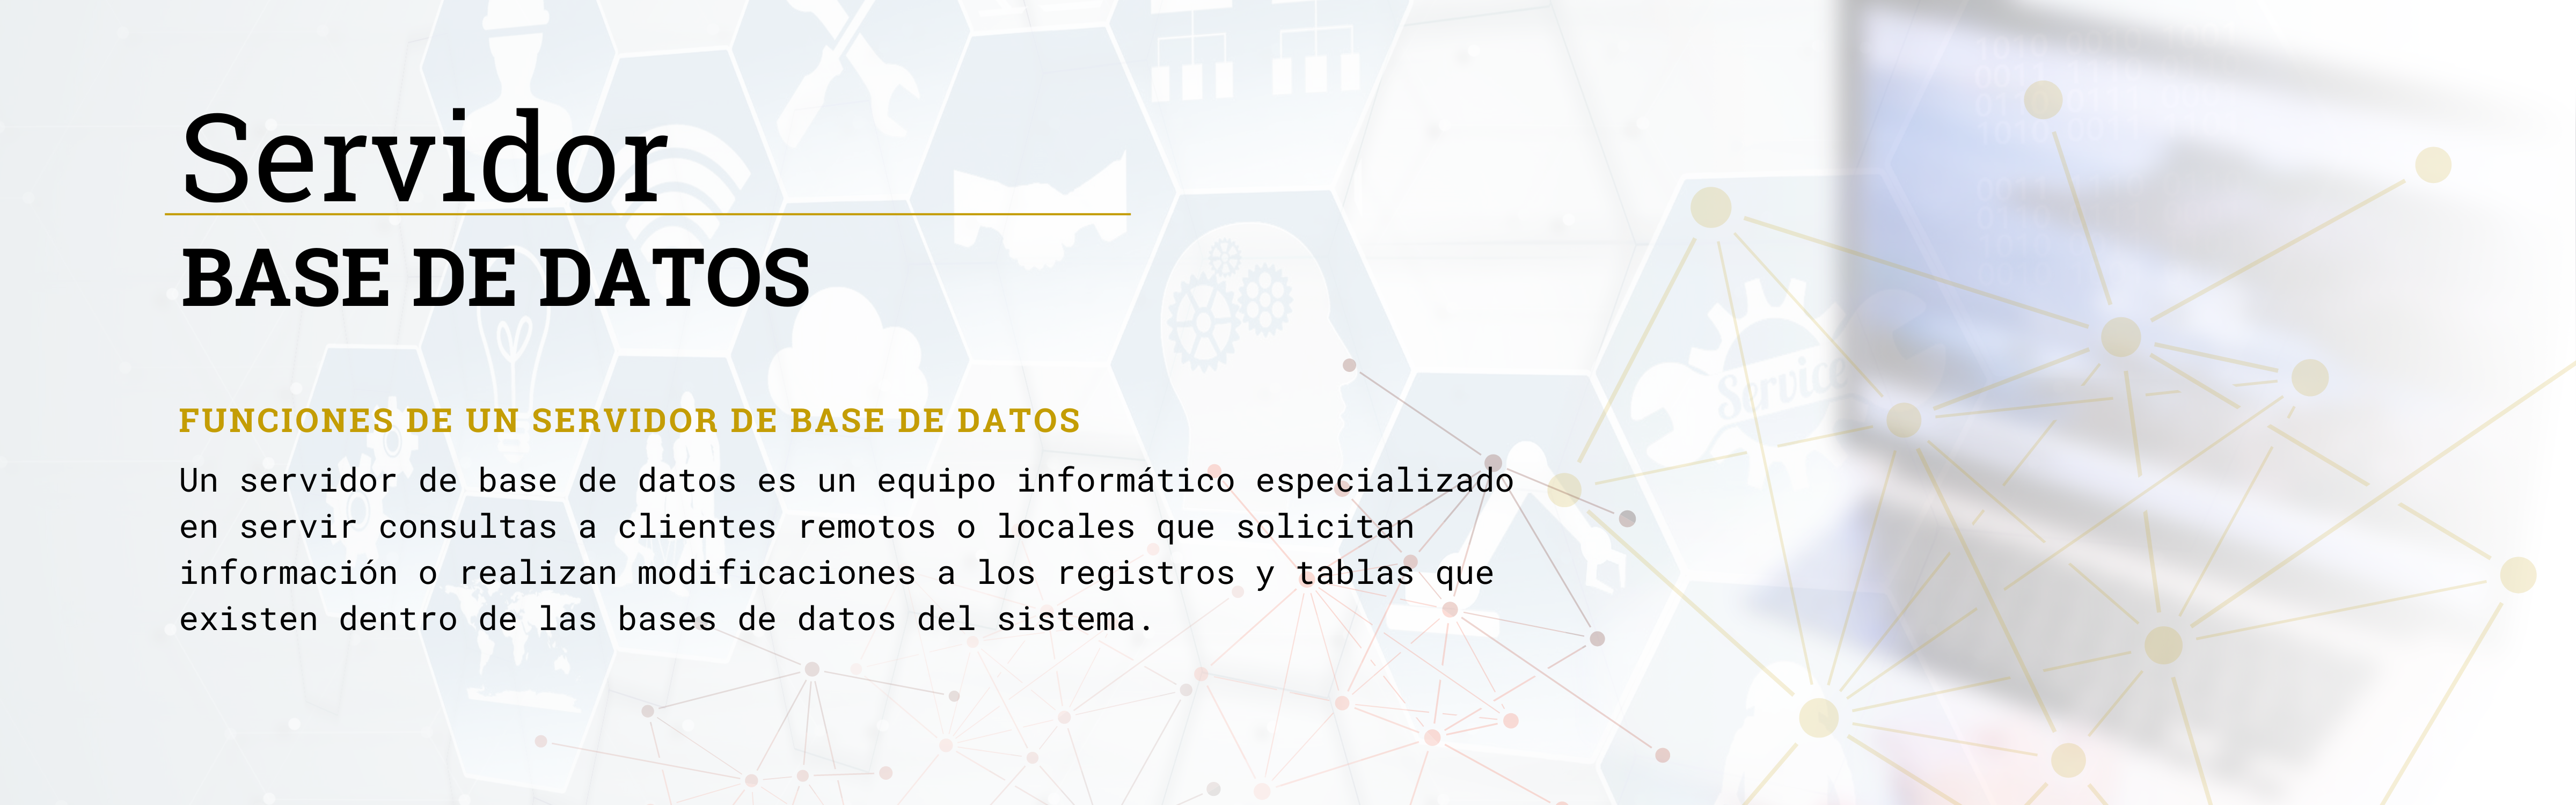 Servidor
BASE DE DATOS
FUNCIONES DE UN SERVIDOR DE BASE DE DATOS
Un servidor de base de datos es un equipo informático especializado
en servir consultas a clientes remotos o locales que solicitan
información o realizan modificaciones a los registros y tablas que
existen dentro de las bases de datos del sistema.
Service